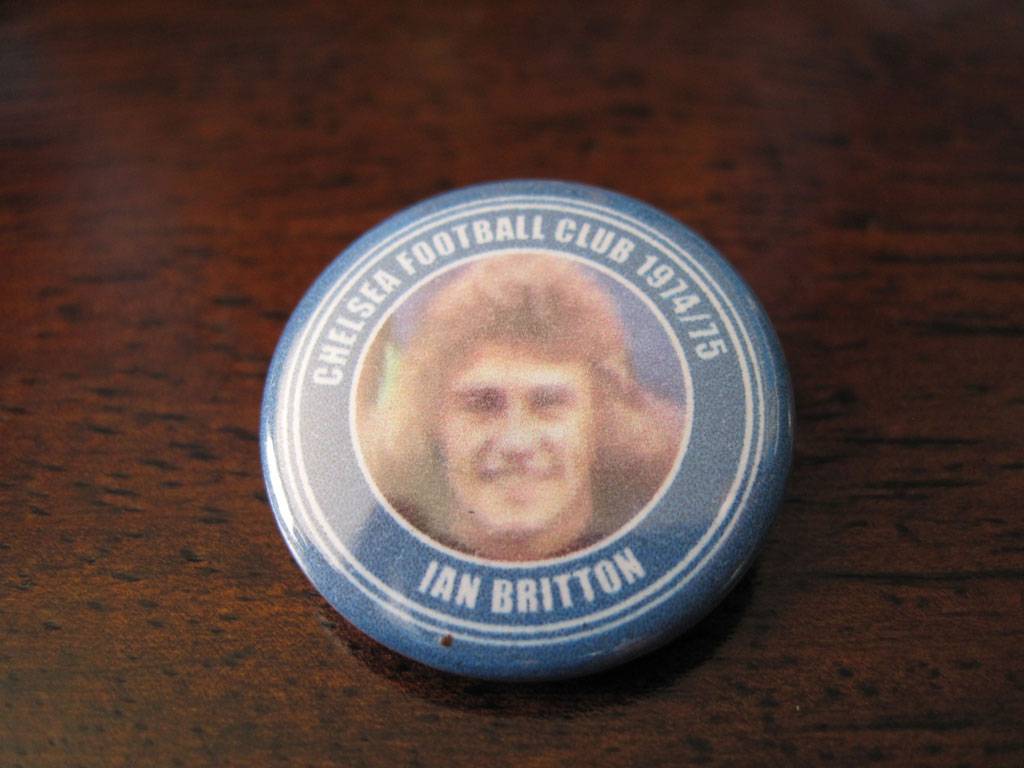 CHELSEA FOOTBALL CLUB 1974/75
IAN BRITTON